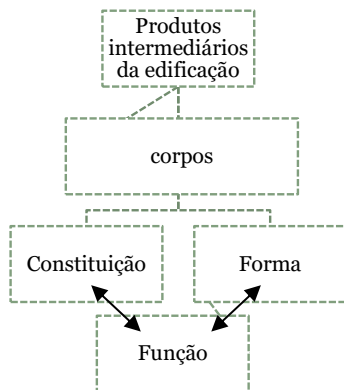 Produtos
intermediários
da edificação
corpos
Constituição
Forma
Função